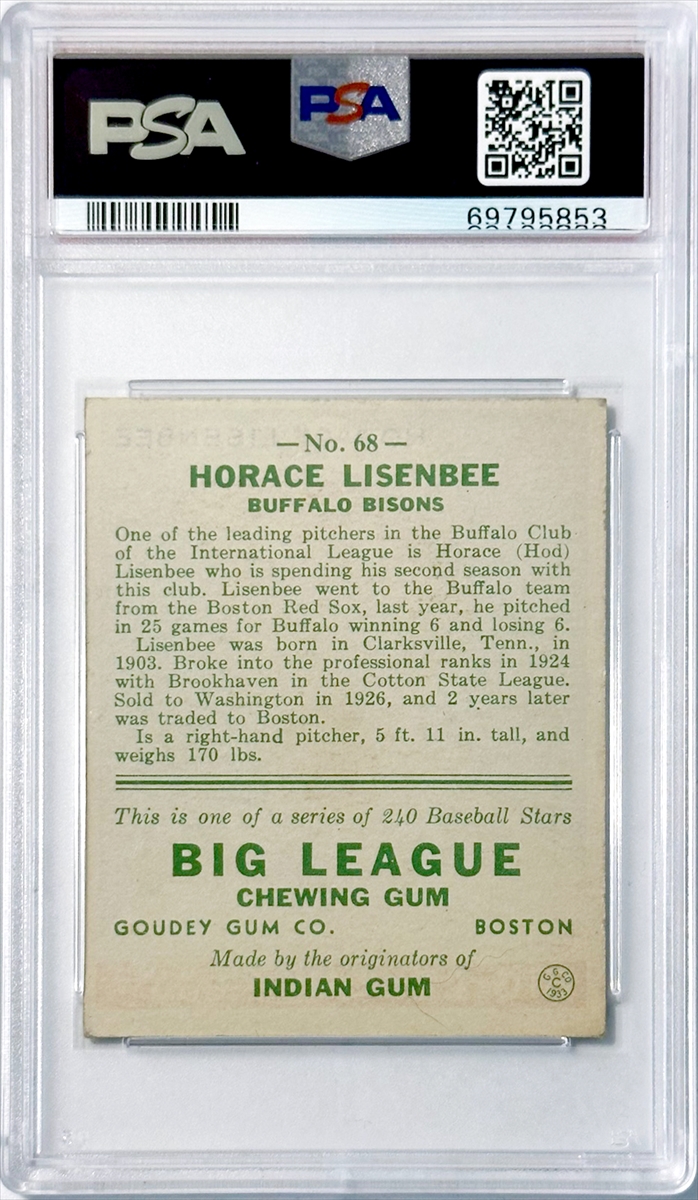 PSA
PSA
69795853
— No. 68 —
HORACE LISENBEE
BUFFALO BISONS
One of the leading pitchers in the Buffalo Club
of the International League is Horace (Hod)
Lisenbee who is spending his second season with
this club. Lisenbee went to the Buffalo team
from the Boston Red Sox, last year, he pitched
in 25 games for Buffalo winning 6 and losing 6.
Lisenbee was born in Clarksville, Tenn., in
1903. Broke into the professional ranks in 1924
with Brookhaven in the Cotton State League.
Sold to Washington in 1926, and 2 years later
was traded to Boston.
Is a right-hand pitcher, 5 ft. 11 in. tall, and
weighs 170 lbs.
This is one of a series of 240 Baseball Stars
BIG LEAGUE
CHEWING GUM
GOUDEY GUM CO. BOSTON
Made by the originators of
INDIAN GUM
G. G. CO.
C
1933